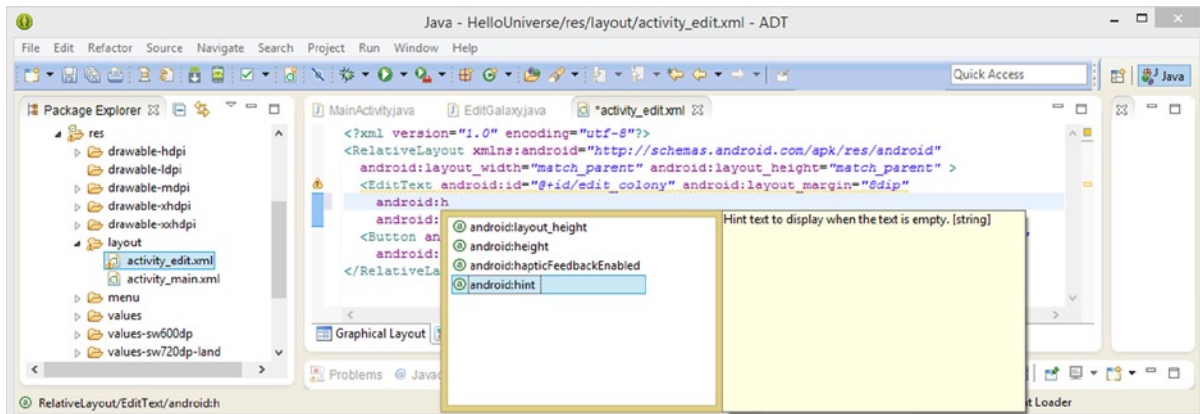 Java - HelloUniverse/res/layout/activity_edit.xml - ADT
File Edit Refactor Source Navigate Search Project Run Window Help
Quick Access
Java
Package Explorer
res
drawable-hdpi
drawable-ldpi
drawable-mdpi
drawable-xhdpi
drawable-xxhdpi
layout
activity_edit.xml
activity_main.xml
menu
values
values-sw600dp
values-sw720dp-land
MainActivity.java
EditGalaxy.java
*activity_edit.xml
<?xml version="1.0" encoding="utf-8"?>
<RelativeLayout xmlns:android="http://schemas.android.com/apk/res/android"
android:layout_width="match_parent" android:layout_height="match_parent" >
<EditText android:id="@+id/edit_colony" android:layout_margin="8dip"
android:h
android:
<Button an
android:
</RelativeLa
android:layout_height
android:height
android:hapticFeedbackEnabled
android:hint
Hint text to display when the text is empty. [string]
Graphical Layout
Problems @ Javad
RelativeLayout/EditText/android:h
t Loader